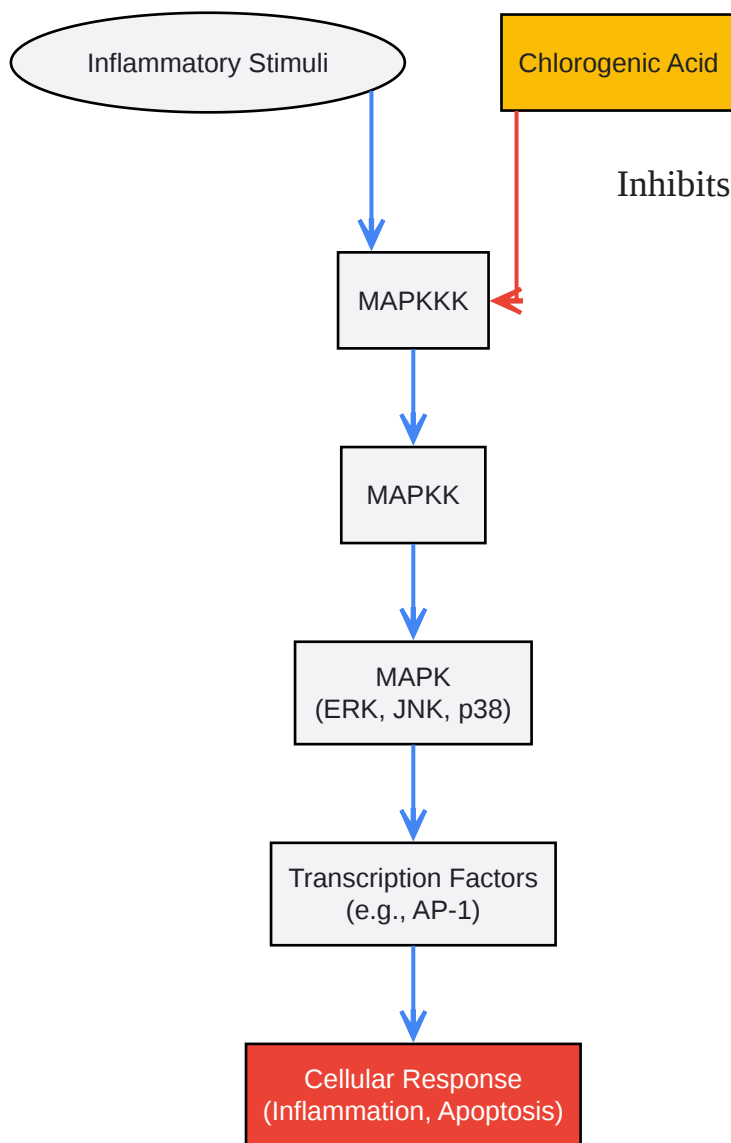 Inflammatory Stimuli
Chlorogenic Acid
Inhibits
MAPKKK
MAPKK
MAPK
(ERK, JNK, p38)
Transcription Factors
(e.g., AP-1)
Cellular Response
(Inflammation, Apoptosis)